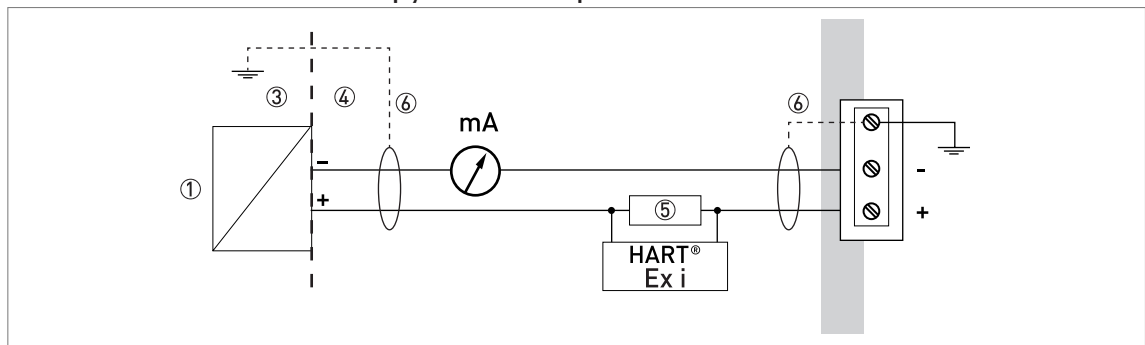 ③ ④ ⑥ ⑥
mA
①
-
-
+
+
⑤
HART®
Ex i